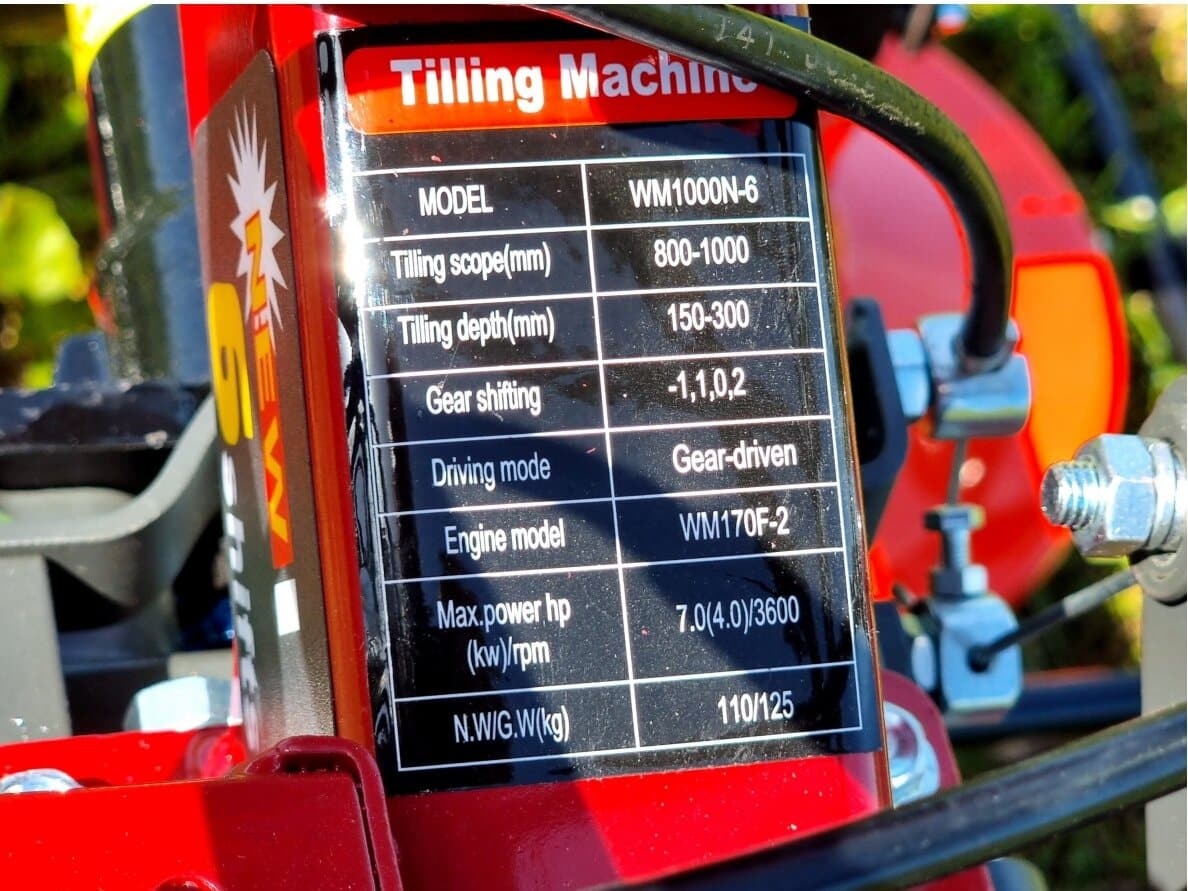 Tilling Machine
MODEL WM1000N-6
Tilling scope(mm) 800-1000
Tilling depth(mm) 150-300
Gear shifting -1,1,0,2
Driving mode Gear-driven
Engine model WM170F-2
Max.power hp 7.0(4.0)/3600
(kw)/rpm
N.W/G.W(kg) 110/125
NEW
6 shift